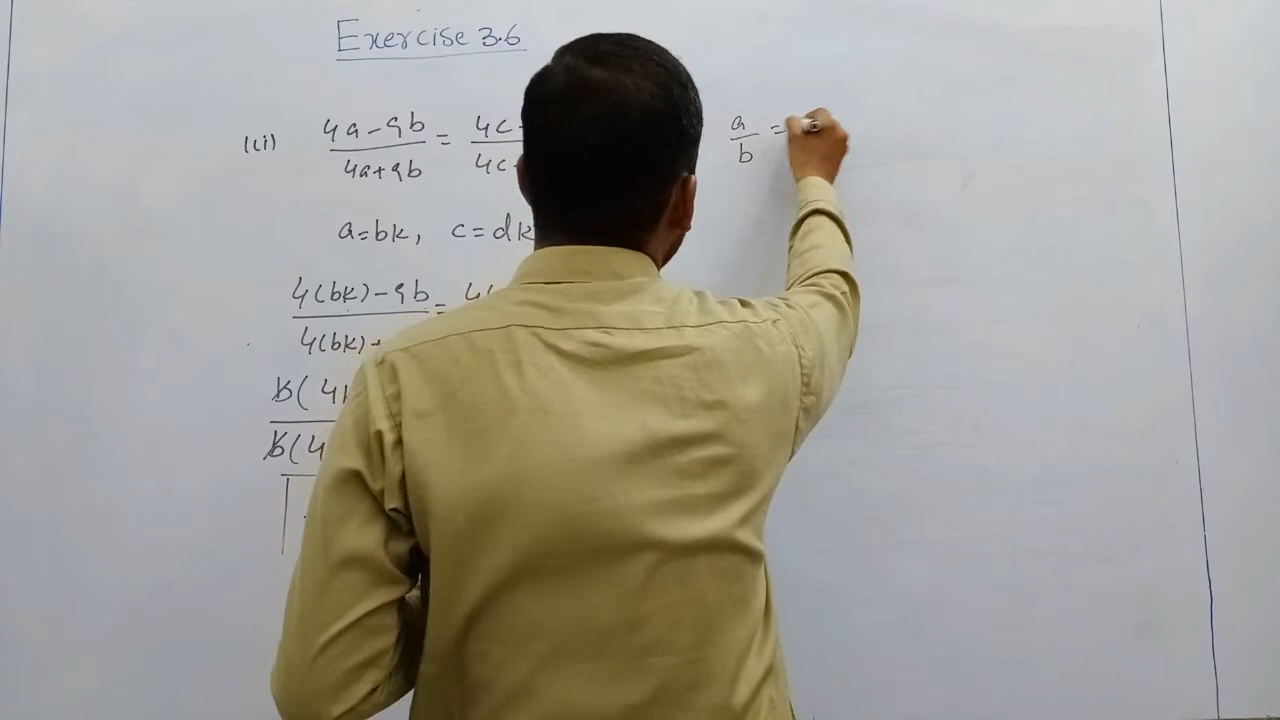 Exercise 3.6
(ii) 4a-9b/4a+9b = 4c/4c
a/b =
a=bk, c=dk
4(bk)-9b/4(bk)+ = 4(
b(4k/b(4